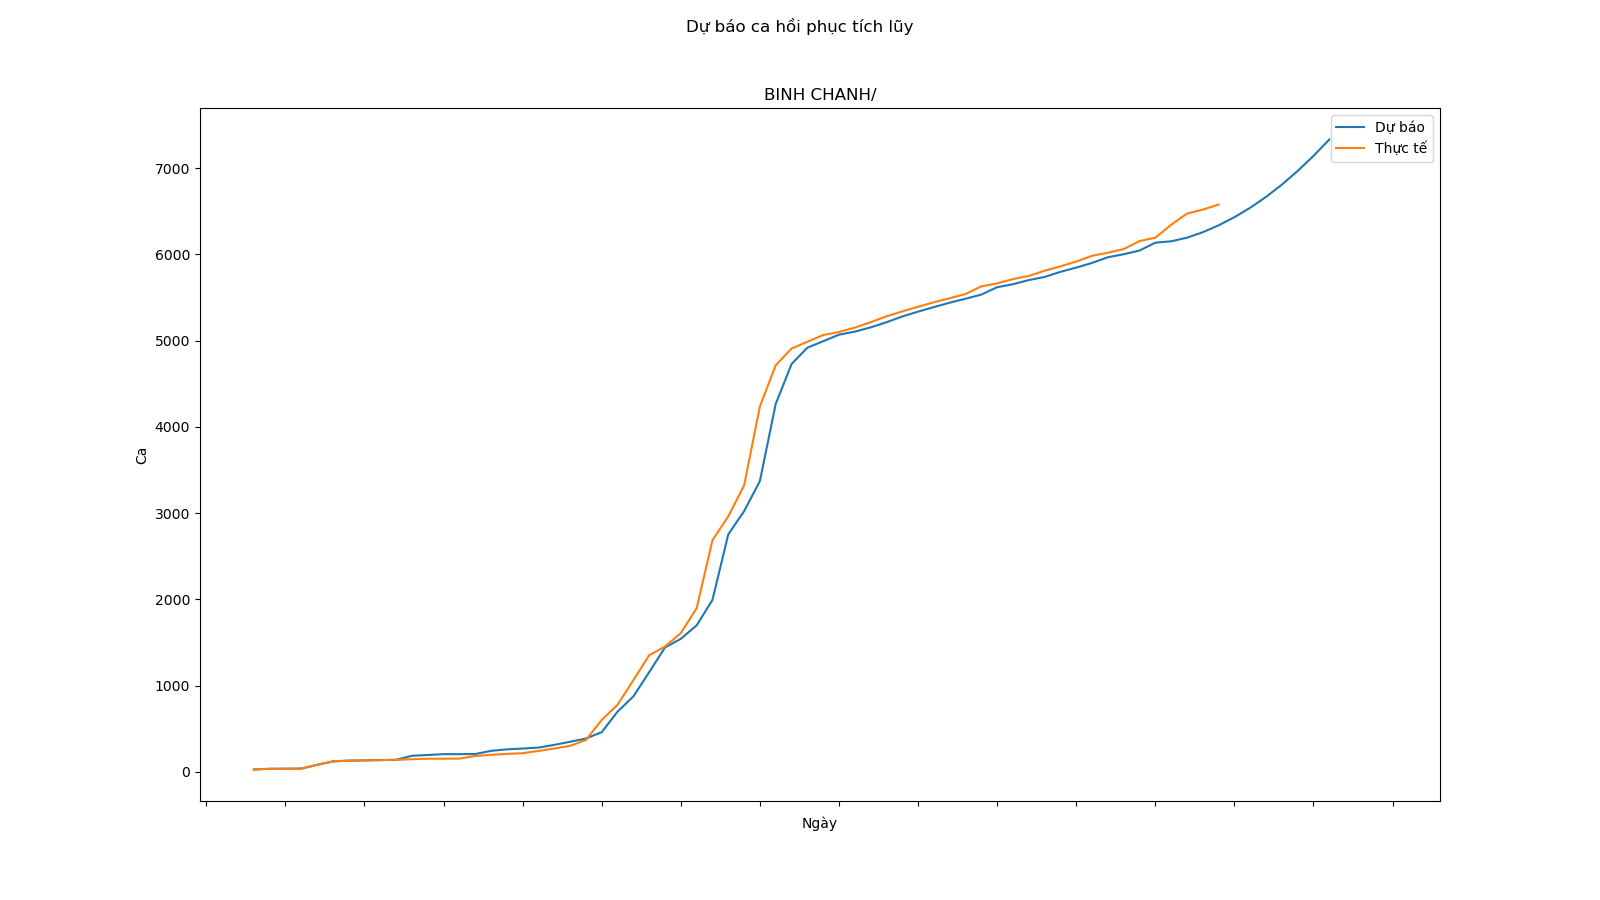 Dự báo ca hồi phục tích lũy
BINH CHANH/
Dự báo
Thực tế
7000
6000
5000
4000
3000
2000
1000
0
Ca
Ngày